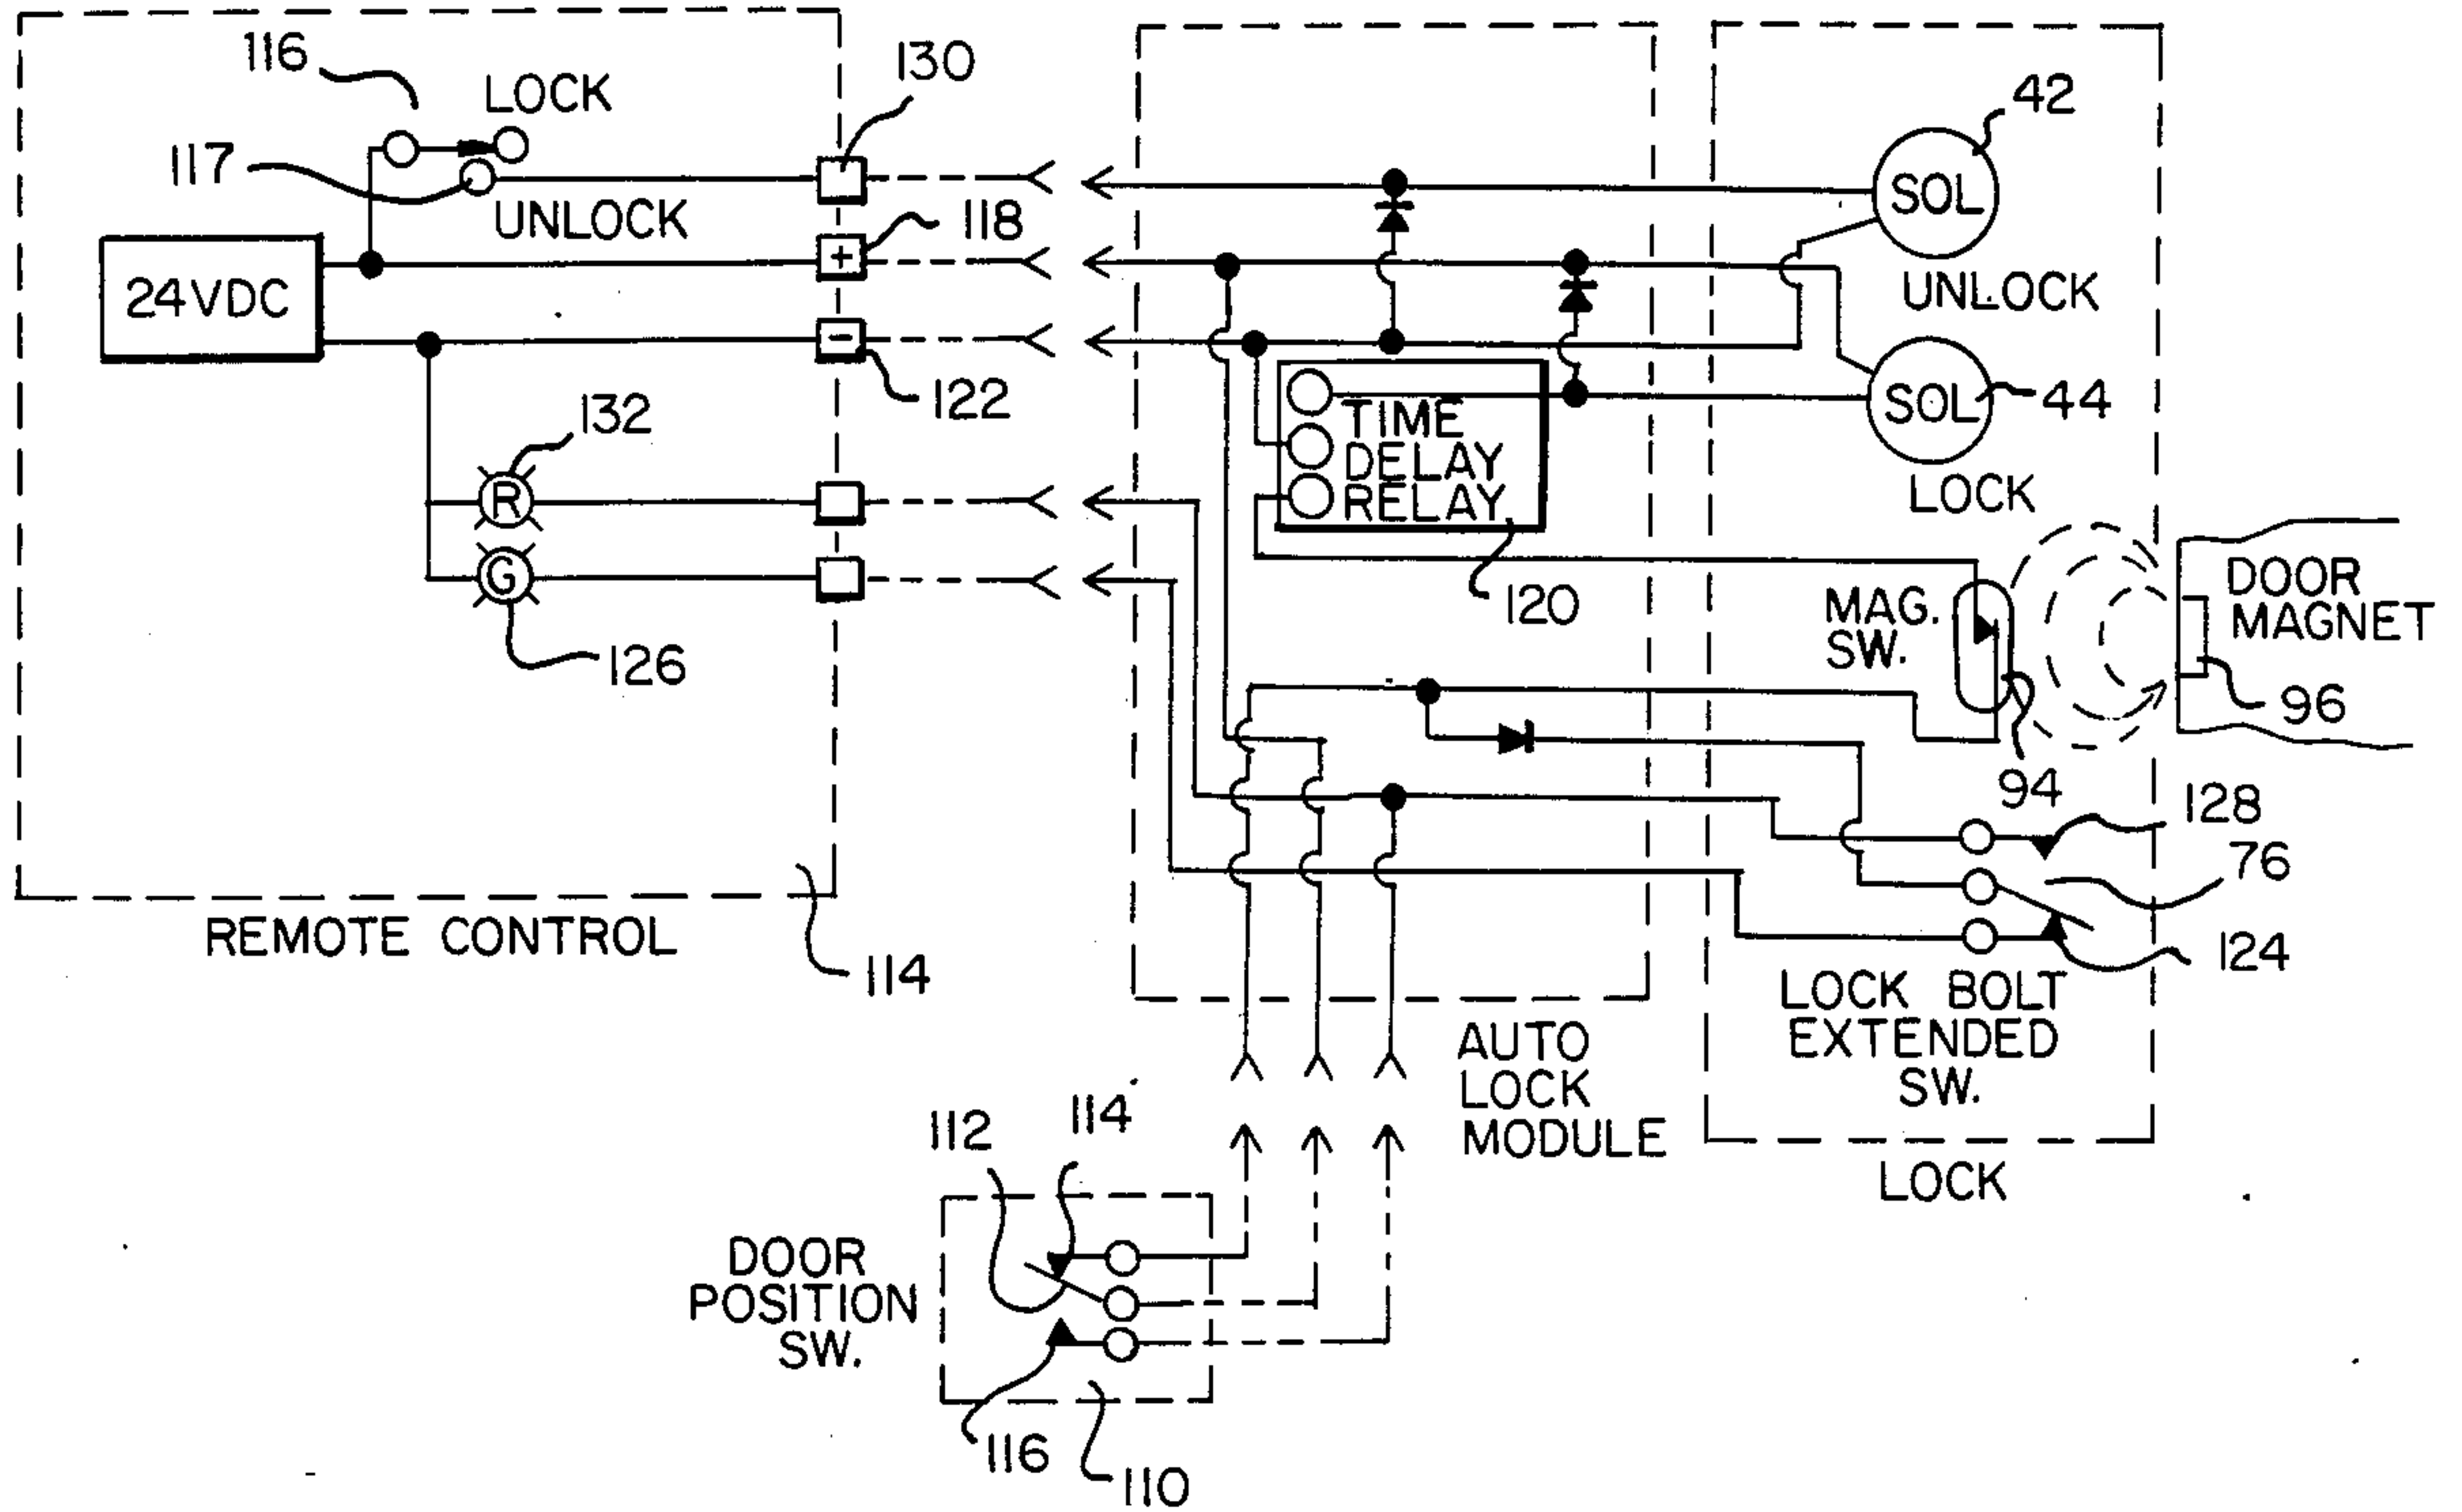 116
LOCK
130
117
UNLOCK
118
+
24VDC
-
122
132
R
G
126
REMOTE CONTROL
114
42
SOL
UNLOCK
SOL
44
LOCK
TIME
DELAY
RELAY
120
MAG.
SW.
DOOR
MAGNET
96
94
128
76
124
LOCK BOLT
EXTENDED
SW.
AUTO
LOCK
MODULE
LOCK
112
114
DOOR
POSITION
SW.
116
110